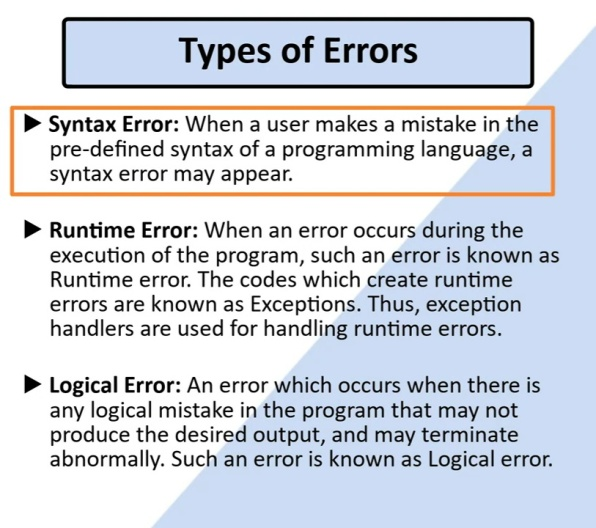 Types of Errors
▶ Syntax Error: When a user makes a mistake in the
pre-defined syntax of a programming language, a
syntax error may appear.
▶ Runtime Error: When an error occurs during the
execution of the program, such an error is known as
Runtime error. The codes which create runtime
errors are known as Exceptions. Thus, exception
handlers are used for handling runtime errors.
▶ Logical Error: An error which occurs when there is
any logical mistake in the program that may not
produce the desired output, and may terminate
abnormally. Such an error is known as Logical error.